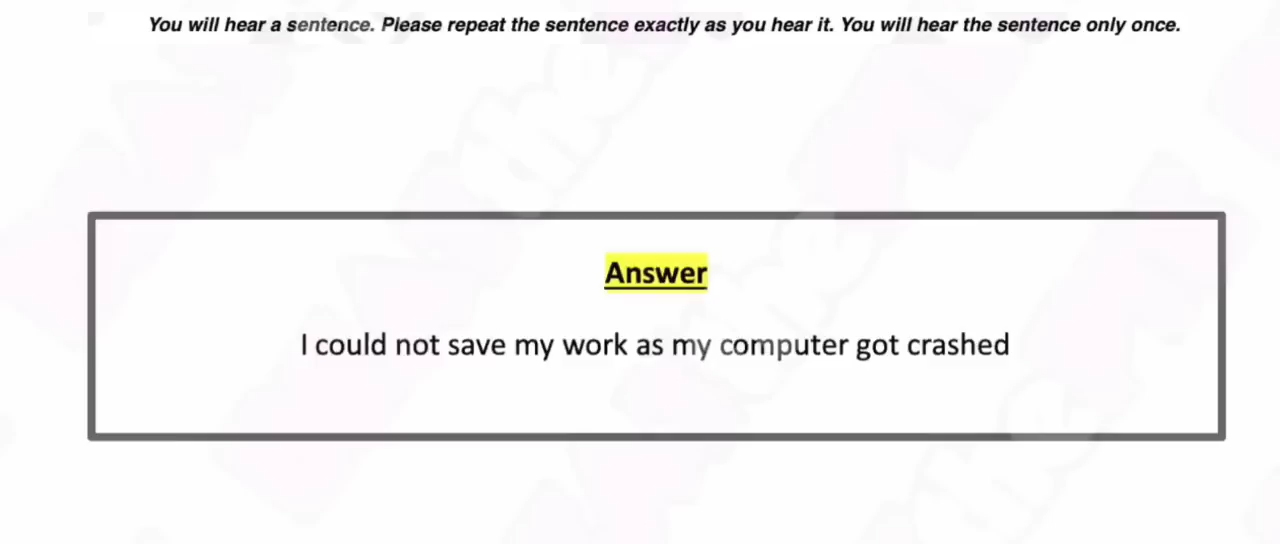 You will hear a sentence. Please repeat the sentence exactly as you hear it. You will hear the sentence only once.
Answer
I could not save my work as my computer got crashed